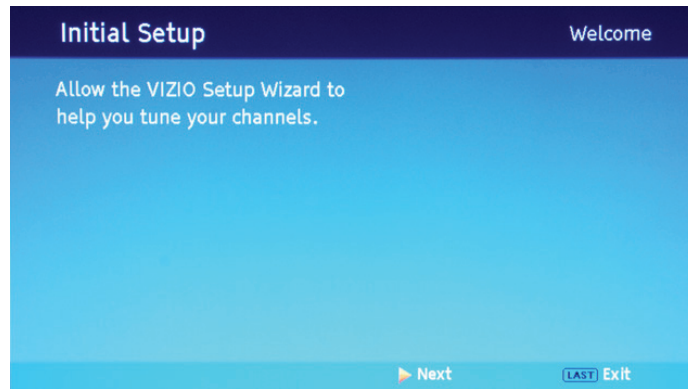 Initial Setup
Welcome
Allow the VIZIO Setup Wizard to
help you tune your channels.
Next
LAST Exit